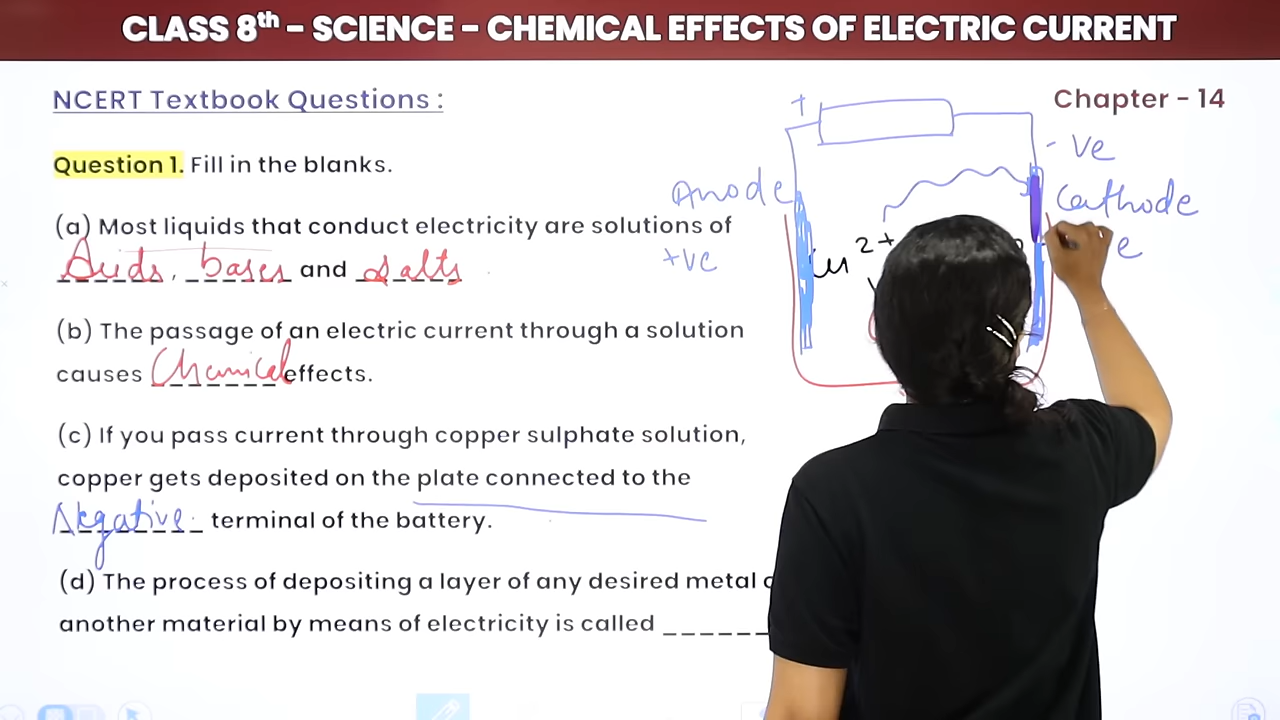 CLASS 8th - SCIENCE - CHEMICAL EFFECTS OF ELECTRIC CURRENT
NCERT Textbook Questions :
Chapter - 14
Question 1. Fill in the blanks.
(a) Most liquids that conduct electricity are solutions of
Acids, bases and Salts
(b) The passage of an electric current through a solution
causes Chemical effects.
(c) If you pass current through copper sulphate solution,
copper gets deposited on the plate connected to the
Negative terminal of the battery.
(d) The process of depositing a layer of any desired metal
another material by means of electricity is called ______
+
- ve
Anode
Cathode
+ve
Cu2+
e